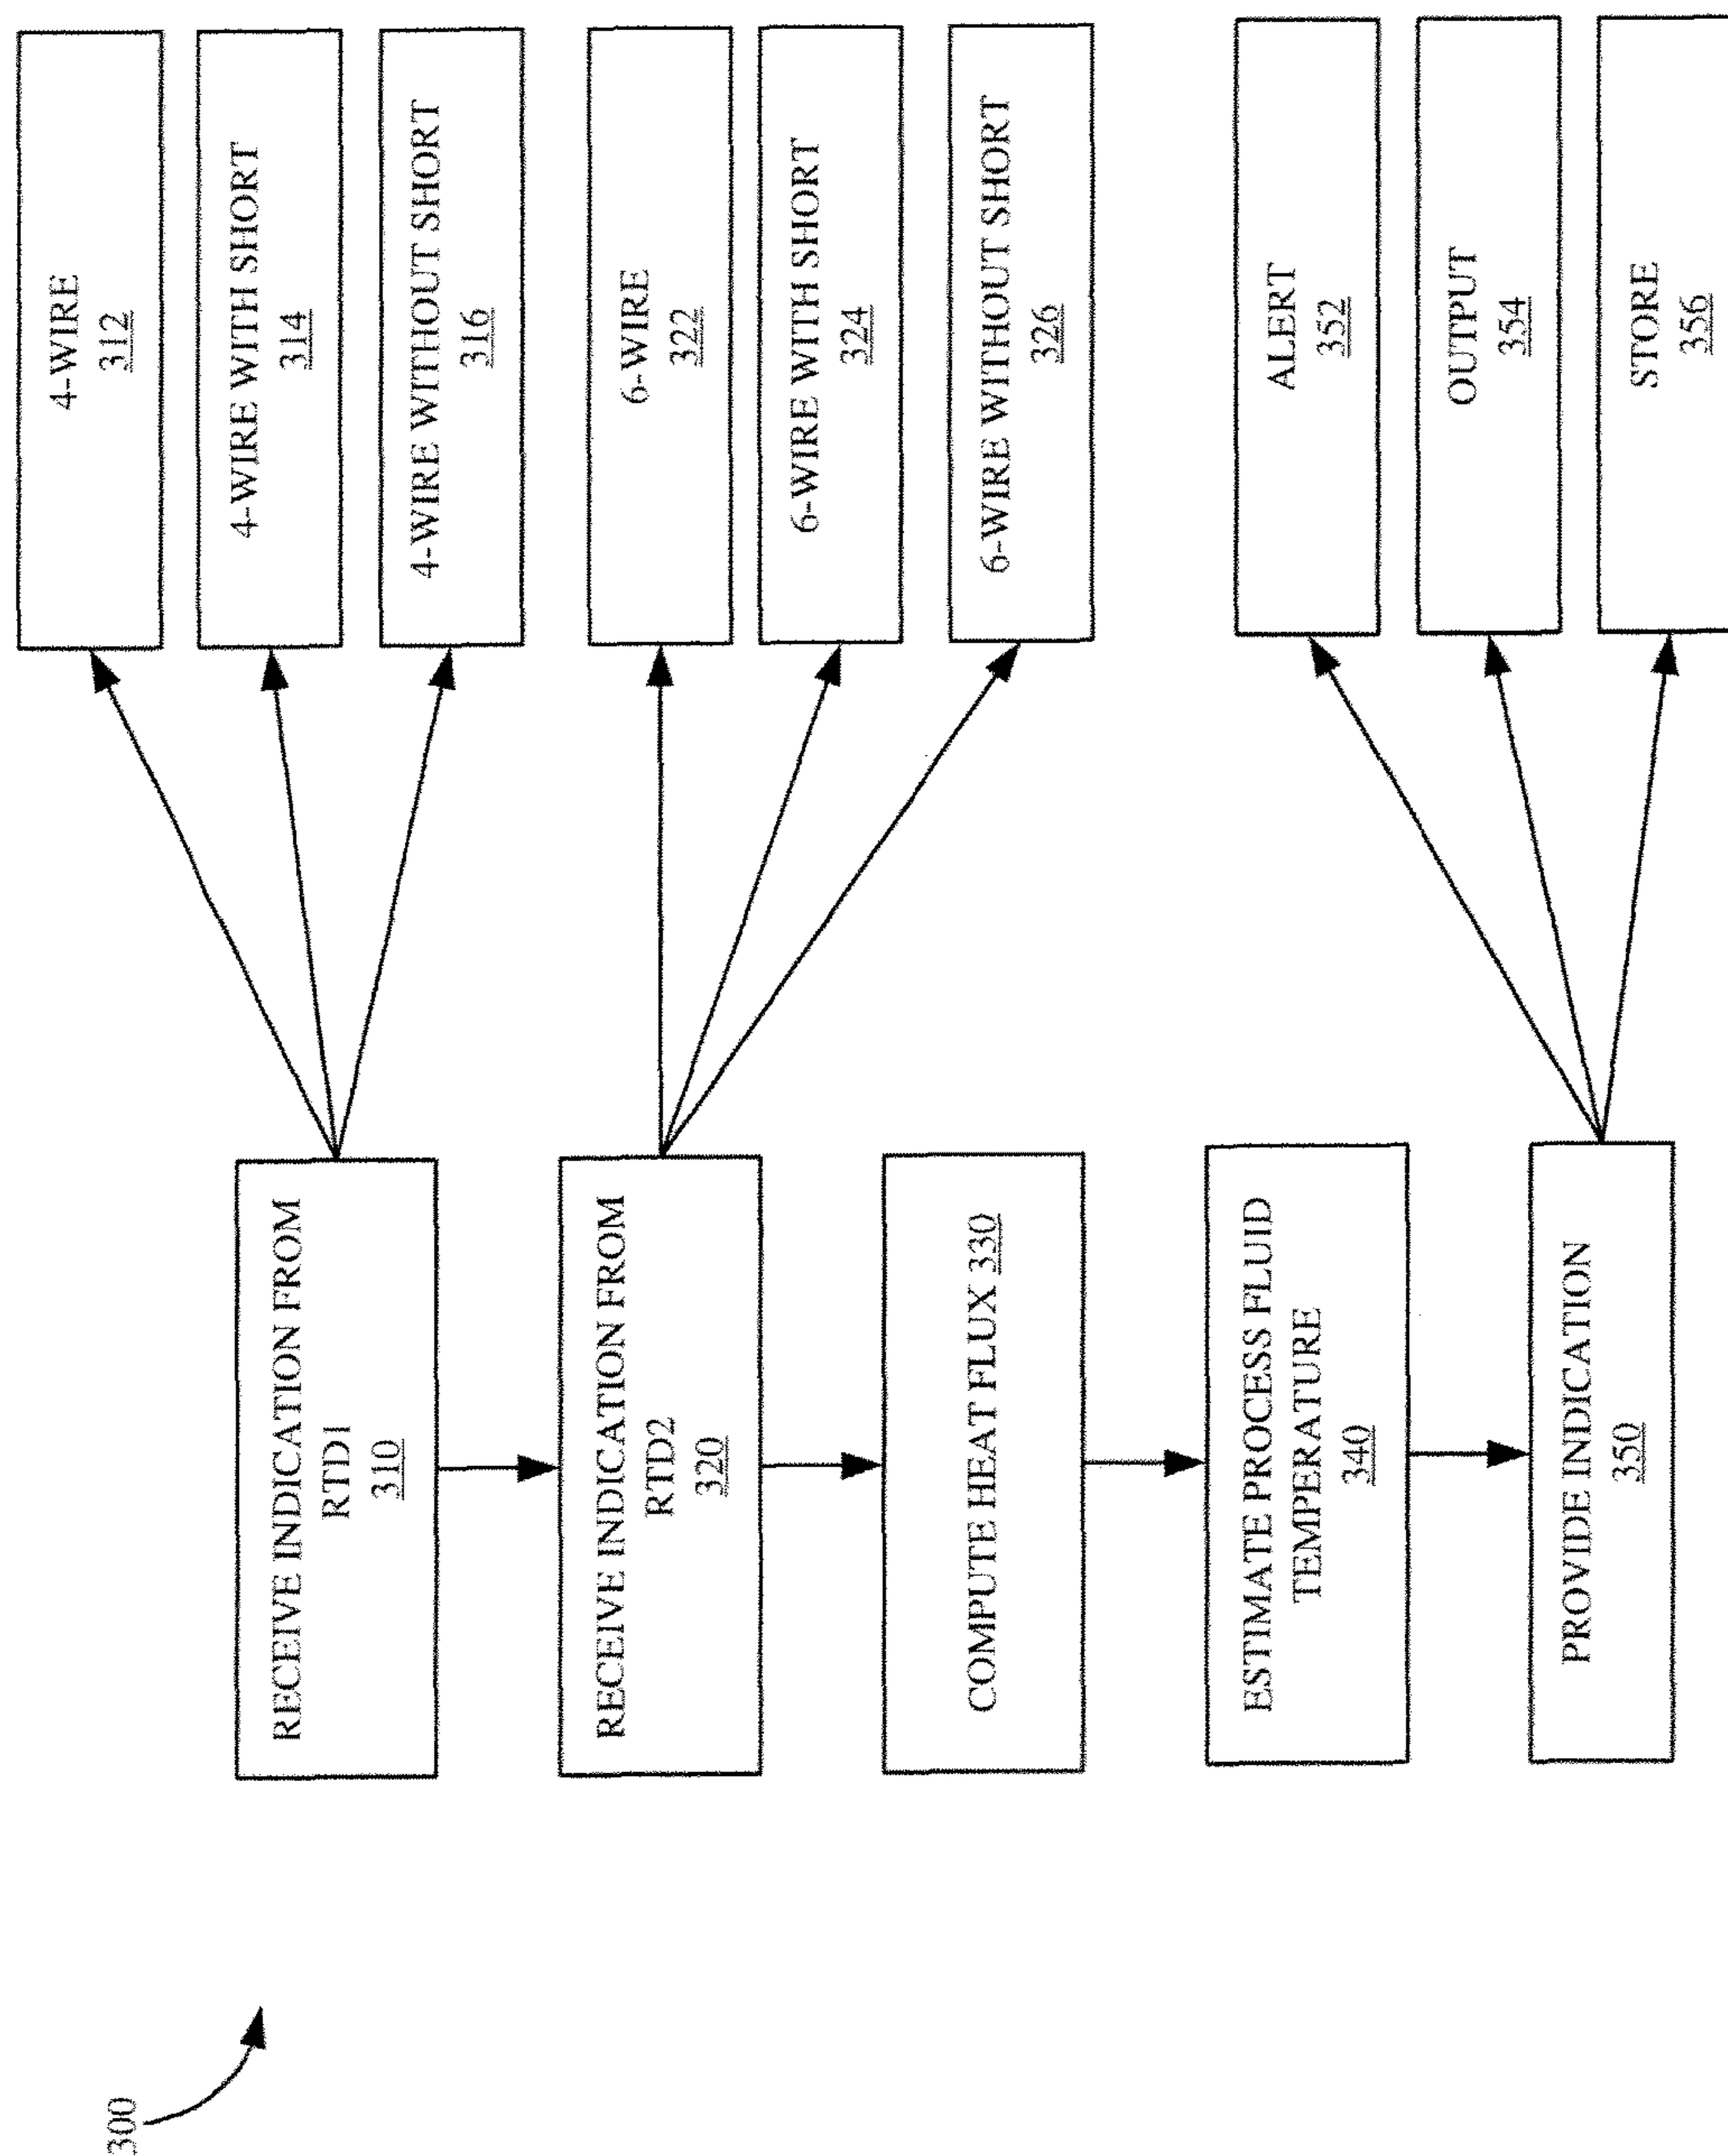 300
RECEIVE INDICATION FROM
RTD1
310
4-WIRE
312
4-WIRE WITH SHORT
314
4-WIRE WITHOUT SHORT
316
RECEIVE INDICATION FROM
RTD2
320
6-WIRE
322
6-WIRE WITH SHORT
324
6-WIRE WITHOUT SHORT
326
COMPUTE HEAT FLUX 330
ESTIMATE PROCESS FLUID
TEMPERATURE
340
PROVIDE INDICATION
350
ALERT
352
OUTPUT
354
STORE
356